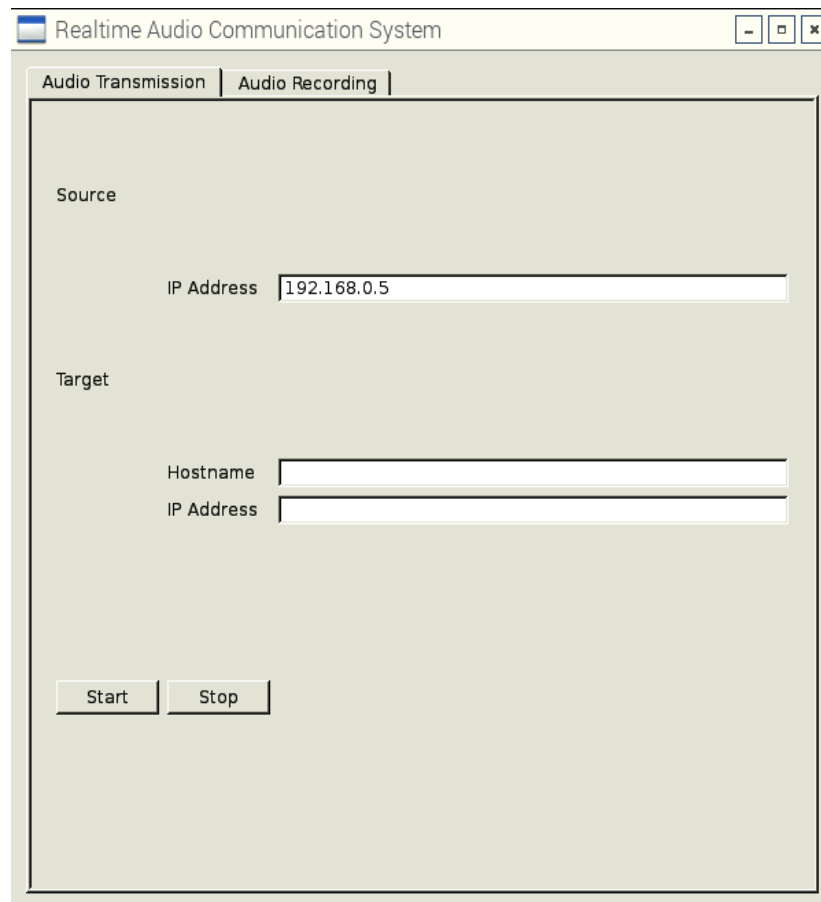 Realtime Audio Communication System
Audio Transmission Audio Recording
Source
IP Address 192.168.0.5
Target
Hostname
IP Address
Start Stop